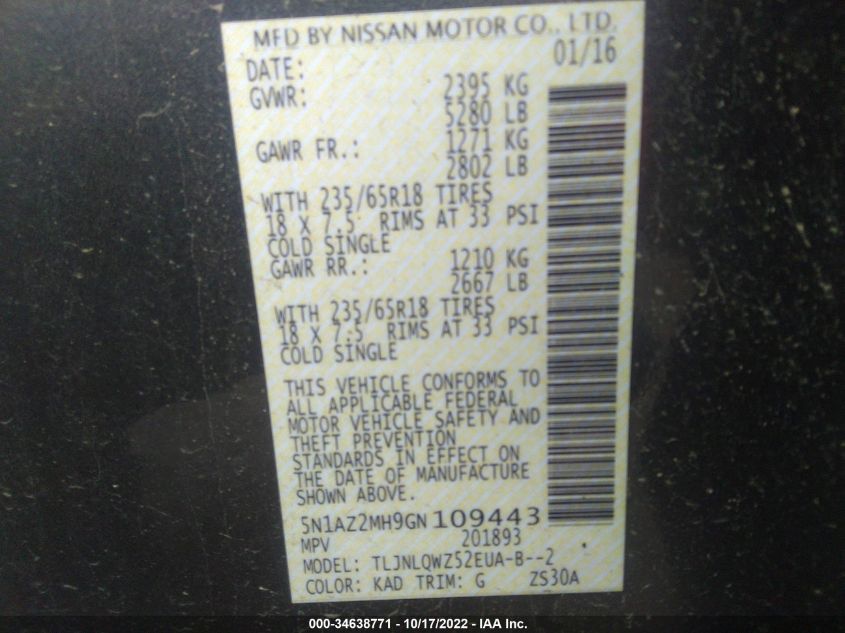 MFD BY NISSAN MOTOR CO., LTD.
DATE: 01/16
GVWR: 2395 KG
5280 LB
GAWR FR.: 1271 KG
2802 LB
WITH 235/65R18 TIRES
18 X 7.5 RIMS AT 33 PSI
COLD SINGLE
GAWR RR.: 1210 KG
2667 LB
WITH 235/65R18 TIRES
18 X 7.5 RIMS AT 33 PSI
COLD SINGLE
THIS VEHICLE CONFORMS TO
ALL APPLICABLE FEDERAL
MOTOR VEHICLE SAFETY AND
THEFT PREVENTION
STANDARDS IN EFFECT ON
THE DATE OF MANUFACTURE
SHOWN ABOVE.
5N1AZ2MH9GN109443
MPV 201893
MODEL: TLJNLQWZ52EUA-B--2
COLOR: KAD TRIM: G ZS30A
000-34638771 - 10/17/2022 - IAA Inc.